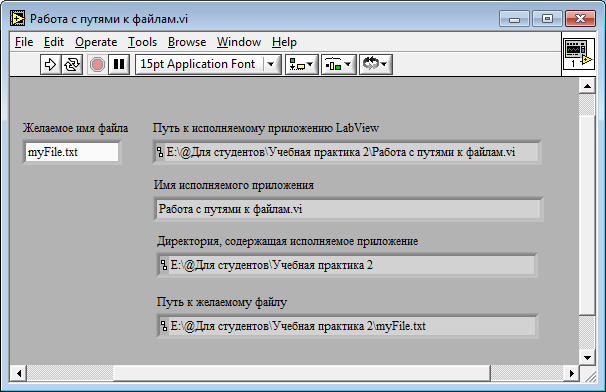 Работа с путями к файлам.vi
File Edit Operate Tools Browse Window Help
15pt Application Font
1
Желаемое имя файла
myFile.txt
Путь к исполняемому приложению LabView
E:\@Для студентов\Учебная практика 2\Работа с путями к файлам.vi
Имя исполняемого приложения
Работа с путями к файлам.vi
Директория, содержащая исполняемое приложение
E:\@Для студентов\Учебная практика 2
Путь к желаемому файлу
E:\@Для студентов\Учебная практика 2\myFile.txt